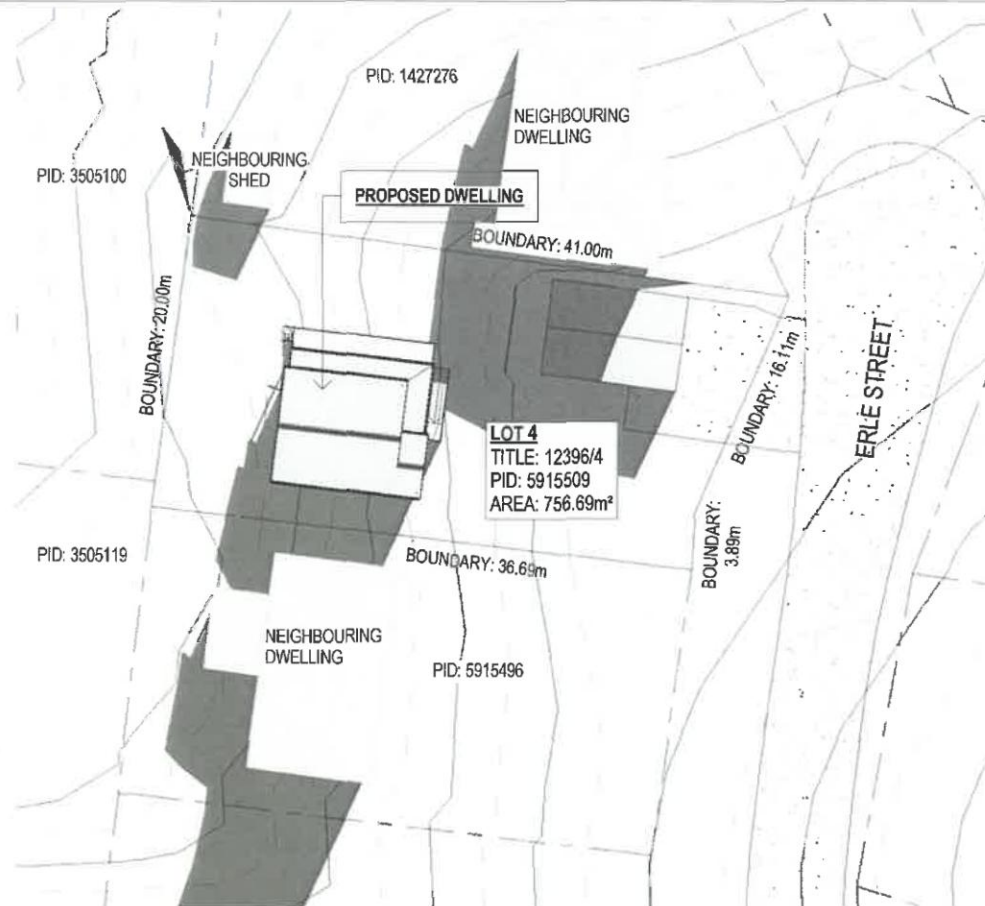 PID: 1427276
NEIGHBOURING
DWELLING
NEIGHBOURING
SHED
PID: 3505100
PROPOSED DWELLING
BOUNDARY: 41.00m
BOUNDARY: 20.00m
BOUNDARY: 16.11m
ERLE STREET
LOT 4
TITLE: 12396/4
PID: 5915509
AREA: 756.69m²
PID: 3505119
BOUNDARY: 36.69m
BOUNDARY:
3.89m
NEIGHBOURING
DWELLING
PID: 5915496